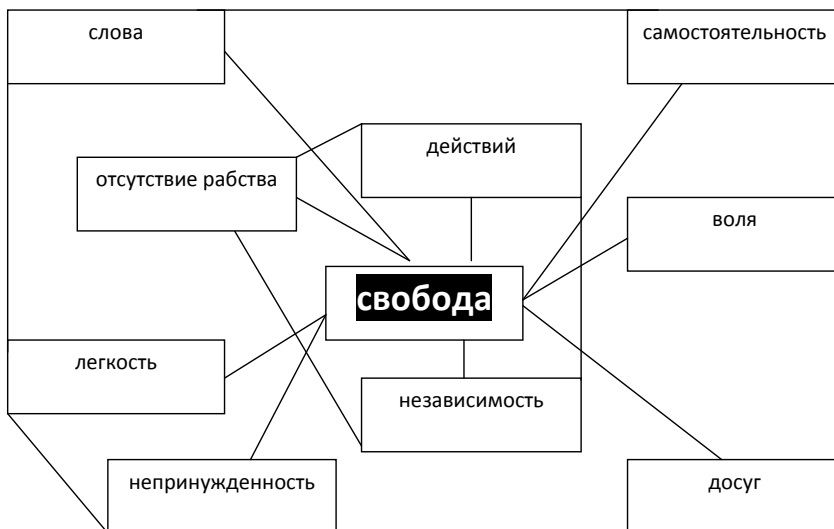 слова
самостоятельность
действий
отсутствие рабства
воля
свобода
легкость
независимость
непринужденность
досуг